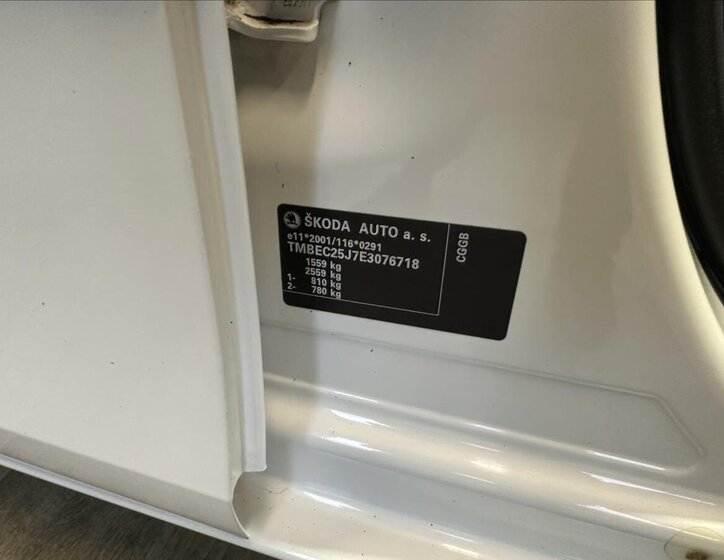 ŠKODA AUTO a. s.
e11*2001/116*0291
TMBEC25J7E3076718
1559 kg
2559 kg
1- 810 kg
2- 780 kg
CGGB